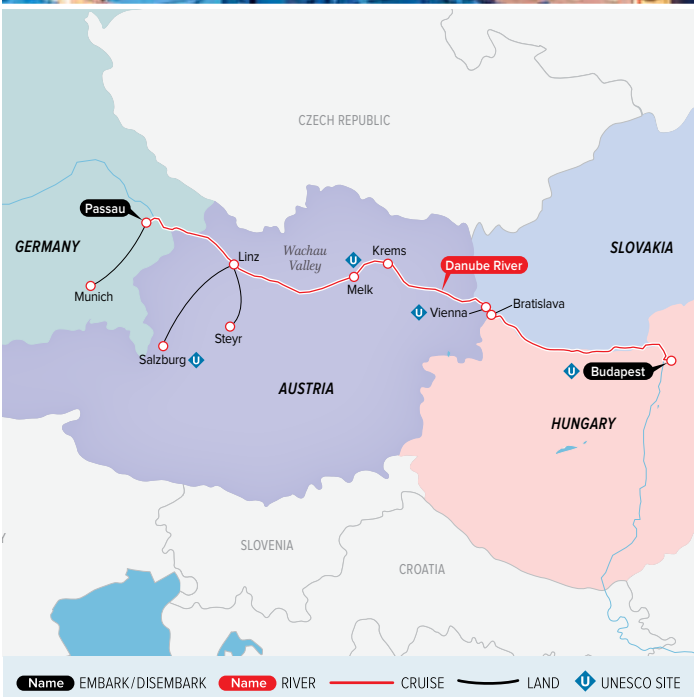 CZECH REPUBLIC
Passau
GERMANY
Munich
Linz
Wachau
Valley
U
Krems
Melk
Danube River
SLOVAKIA
U
Vienna
Bratislava
Steyr
Salzburg
U
AUSTRIA
U
Budapest
HUNGARY
SLOVENIA
CROATIA
Name EMBARK/DISEMBARK Name RIVER CRUISE LAND U UNESCO SITE